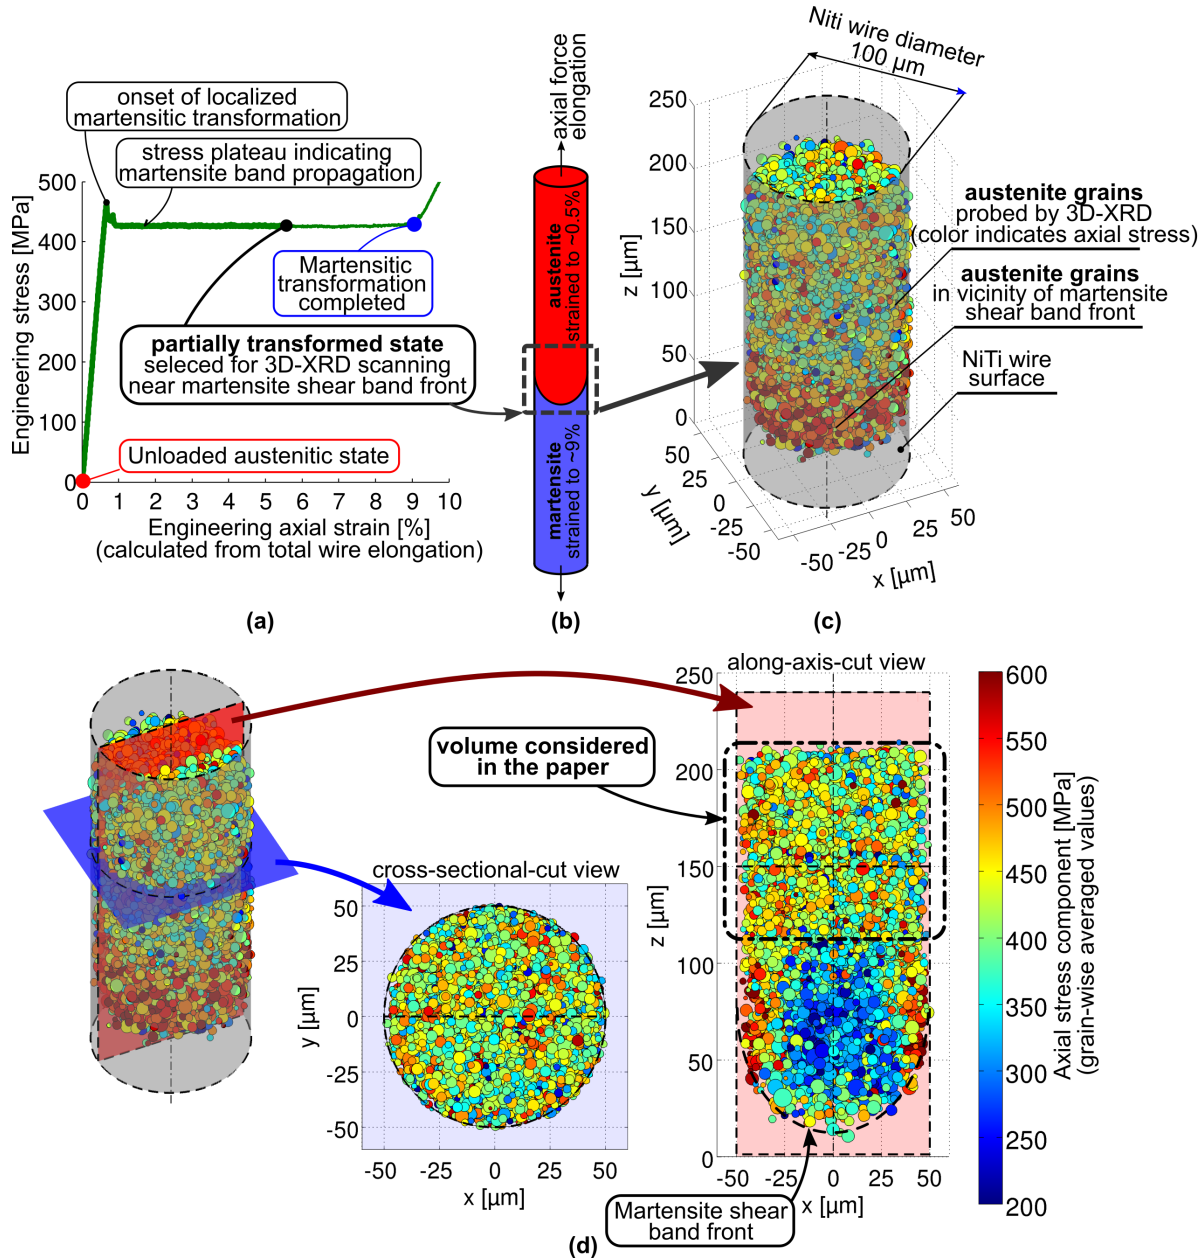 onset of localized
martensitic transformation
stress plateau indicating
martensite band propagation
500
400
300
200
100
0
Engineering stress [MPa]
Martensitic
transformation
completed
partially transformed state
seleced for 3D-XRD scanning
near martensite shear band front
Unloaded austenitic state
0 1 2 3 4 5 6 7 8 9 10
Engineering axial strain [%]
(calculated from total wire elongation)
(a)
axial force
elongation
austenite
strained to ~0.5%
martensite
strained to ~9%
(b)
Niti wire diameter
100 µm
250
200
150
100
50
0
z [µm]
50
25
0
-25
-50
y [µm]
-50
-25
0
25
50
x [µm]
austenite grains
probed by 3D-XRD
(color indicates axial stress)
austenite grains
in vicinity of martensite
shear band front
NiTi wire
surface
(c)
volume considered
in the paper
cross-sectional-cut view
50
25
0
-25
-50
y [µm]
-50 -25 0 25 50
x [µm]
along-axis-cut view
250
200
150
100
50
0
z [µm]
-50 -25 0 25 50
x [µm]
Martensite shear
band front
600
550
500
450
400
350
300
250
200
Axial stress component [MPa]
(grain-wise averaged values)
(d)